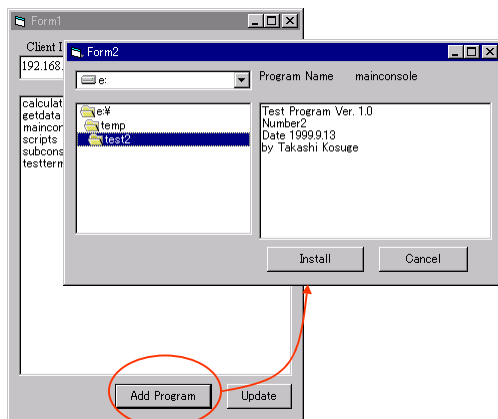 Form1
Client I
192.168.
calculat
getdata
maincon
scripts
subcons
testterm
Add Program
Update
Form2
e:
e:¥
temp
test2
Program Name mainconsole
Test Program Ver. 1.0
Number2
Date 1999.9.13
by Takashi Kosuge
Install
Cancel